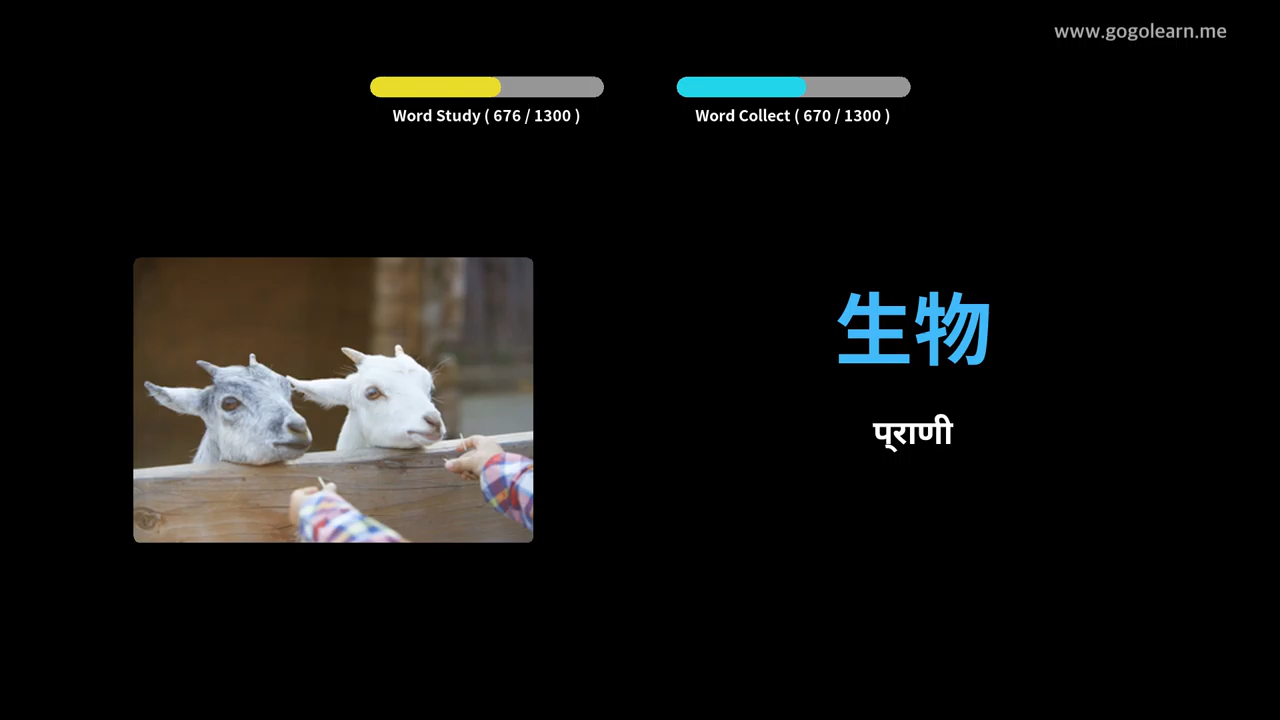 www.gogolearn.me
Word Study ( 676 / 1300 )
Word Collect ( 670 / 1300 )
生物
प्राणी